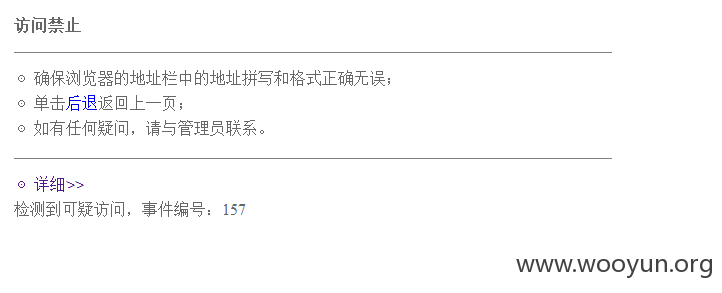 访问禁止
确保浏览器的地址栏中的地址拼写和格式正确无误；
单击后退返回上一页；
如有任何疑问，请与管理员联系。
详细>>
检测到可疑访问，事件编号：157
www.wooyun.org